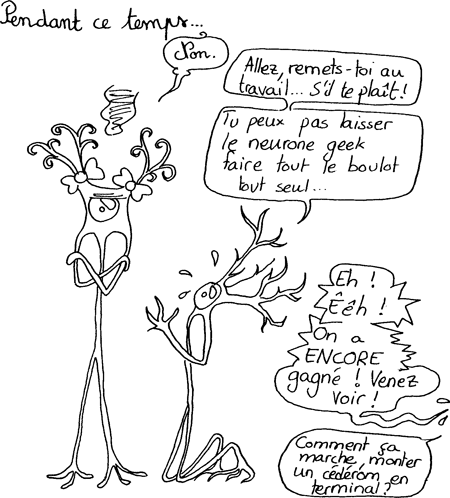 Pendant ce temps...
Non.
Allez, remets-toi au
travail... S'il te plaît!
Tu peux pas laisser
le neurone geek
faire tout le boulot
tout seul...
Eh !
Êêh !
On a
ENCORE
gagné ! Venez
voir !
Comment ça
marche, monter
un cédérom en
terminal?